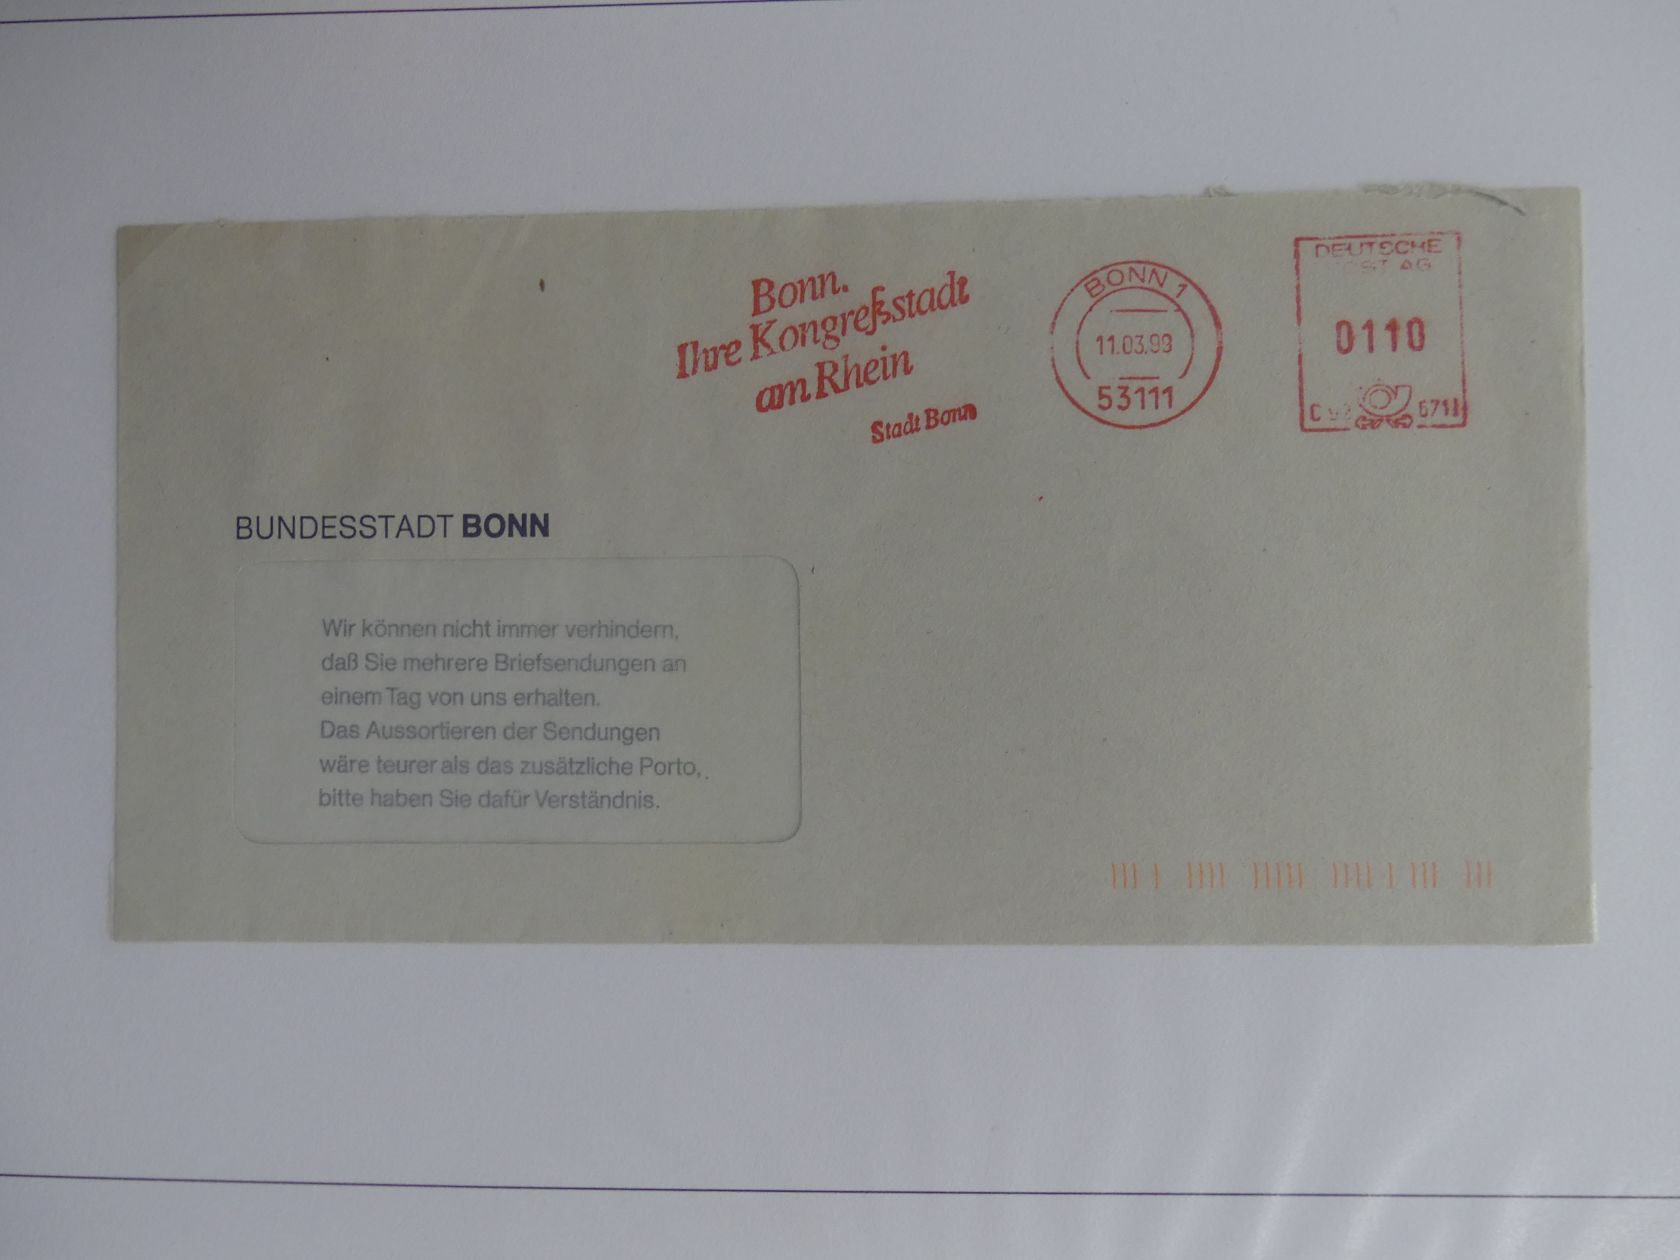 Bonn.
Ihre Kongreßstadt
am Rhein
Stadt Bonn
BONN 1
11.03.99
53111
DEUTSCHE
AG
0110
BUNDESSTADT BONN
Wir können nicht immer verhindern,
daß Sie mehrere Briefsendungen an
einem Tag von uns erhalten.
Das Aussortieren der Sendungen
wäre teurer als das zusätzliche Porto,
bitte haben Sie dafür Verständnis.